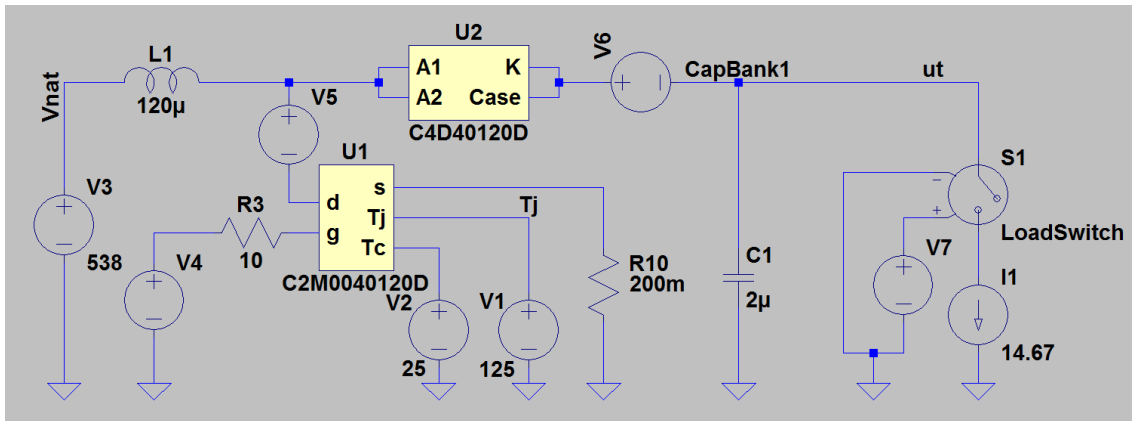 Vnat
L1
120µ
V3
538
V4
R3
10
V5
U1
d
g
s
Tj
Tc
C2M0040120D
U2
A1
A2
K
Case
C4D40120D
V6
CapBank1
ut
Tj
V2
25
V1
125
R10
200m
C1
2µ
S1
LoadSwitch
V7
I1
14.67